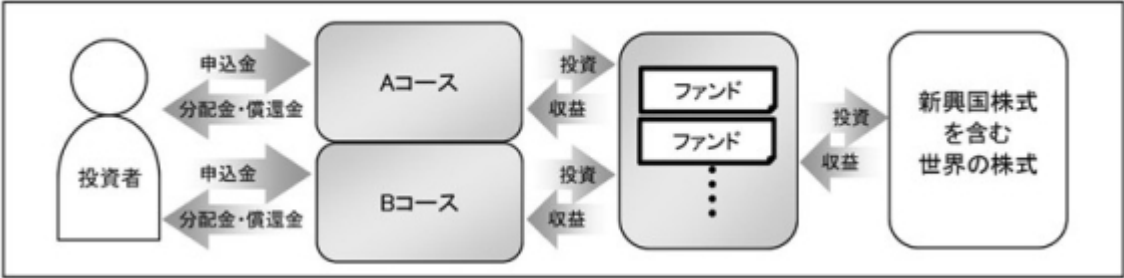 投資者
申込金
分配金・償還金
申込金
分配金・償還金
Aコース
Bコース
投資
収益
投資
収益
ファンド
ファンド
投資
収益
新興国株式
を含む
世界の株式